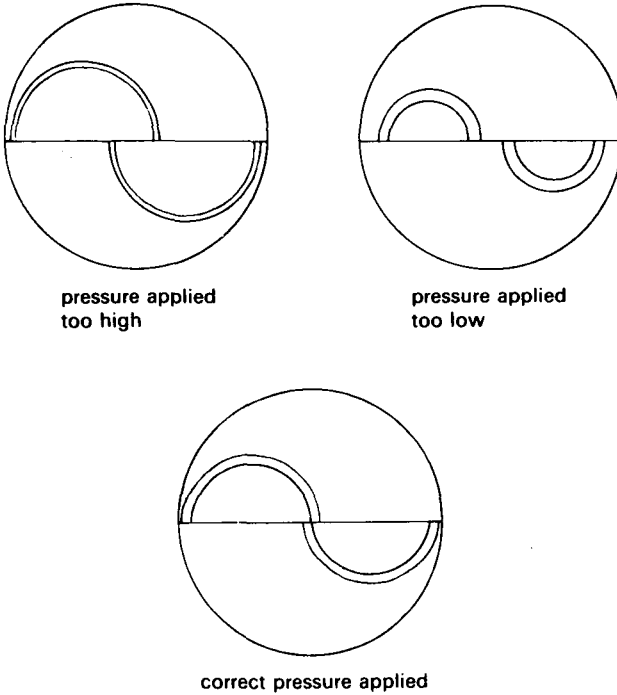 pressure applied
too high
pressure applied
too low
correct pressure applied